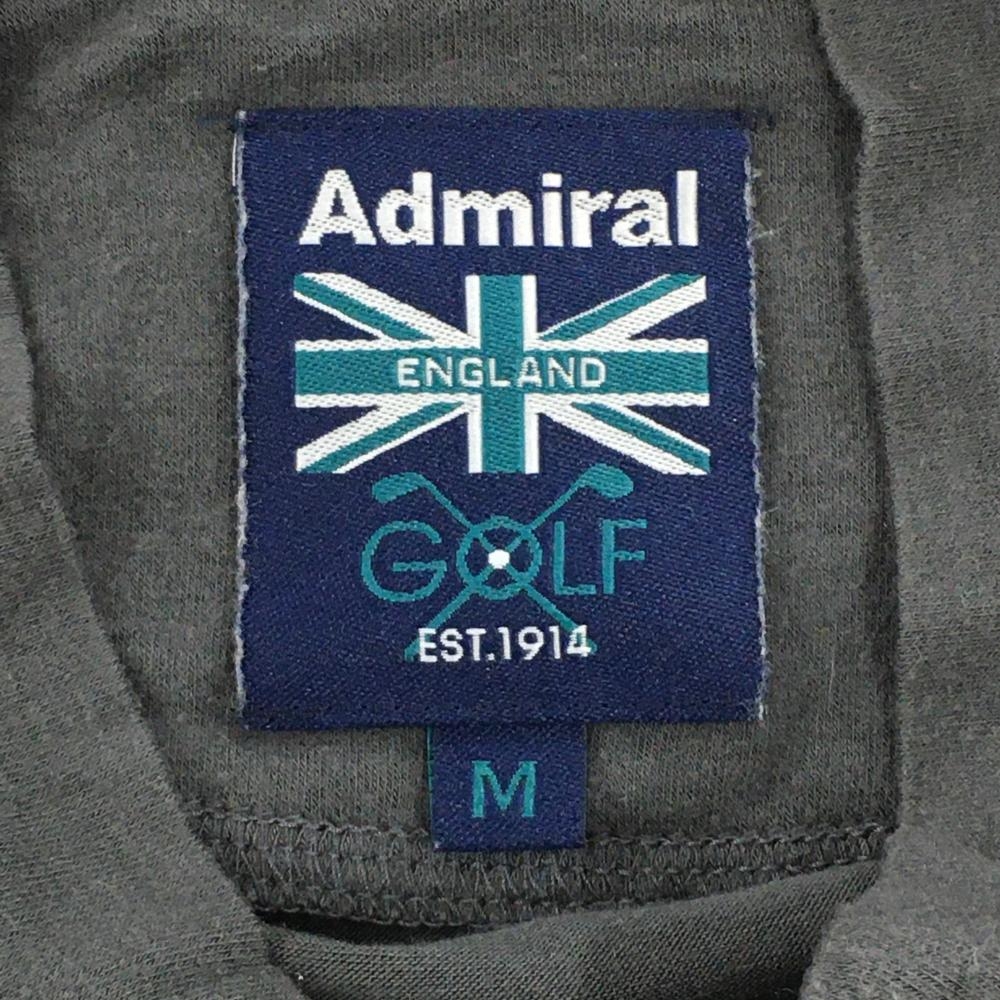 Admiral
ENGLAND
GOLF
EST.1914
M